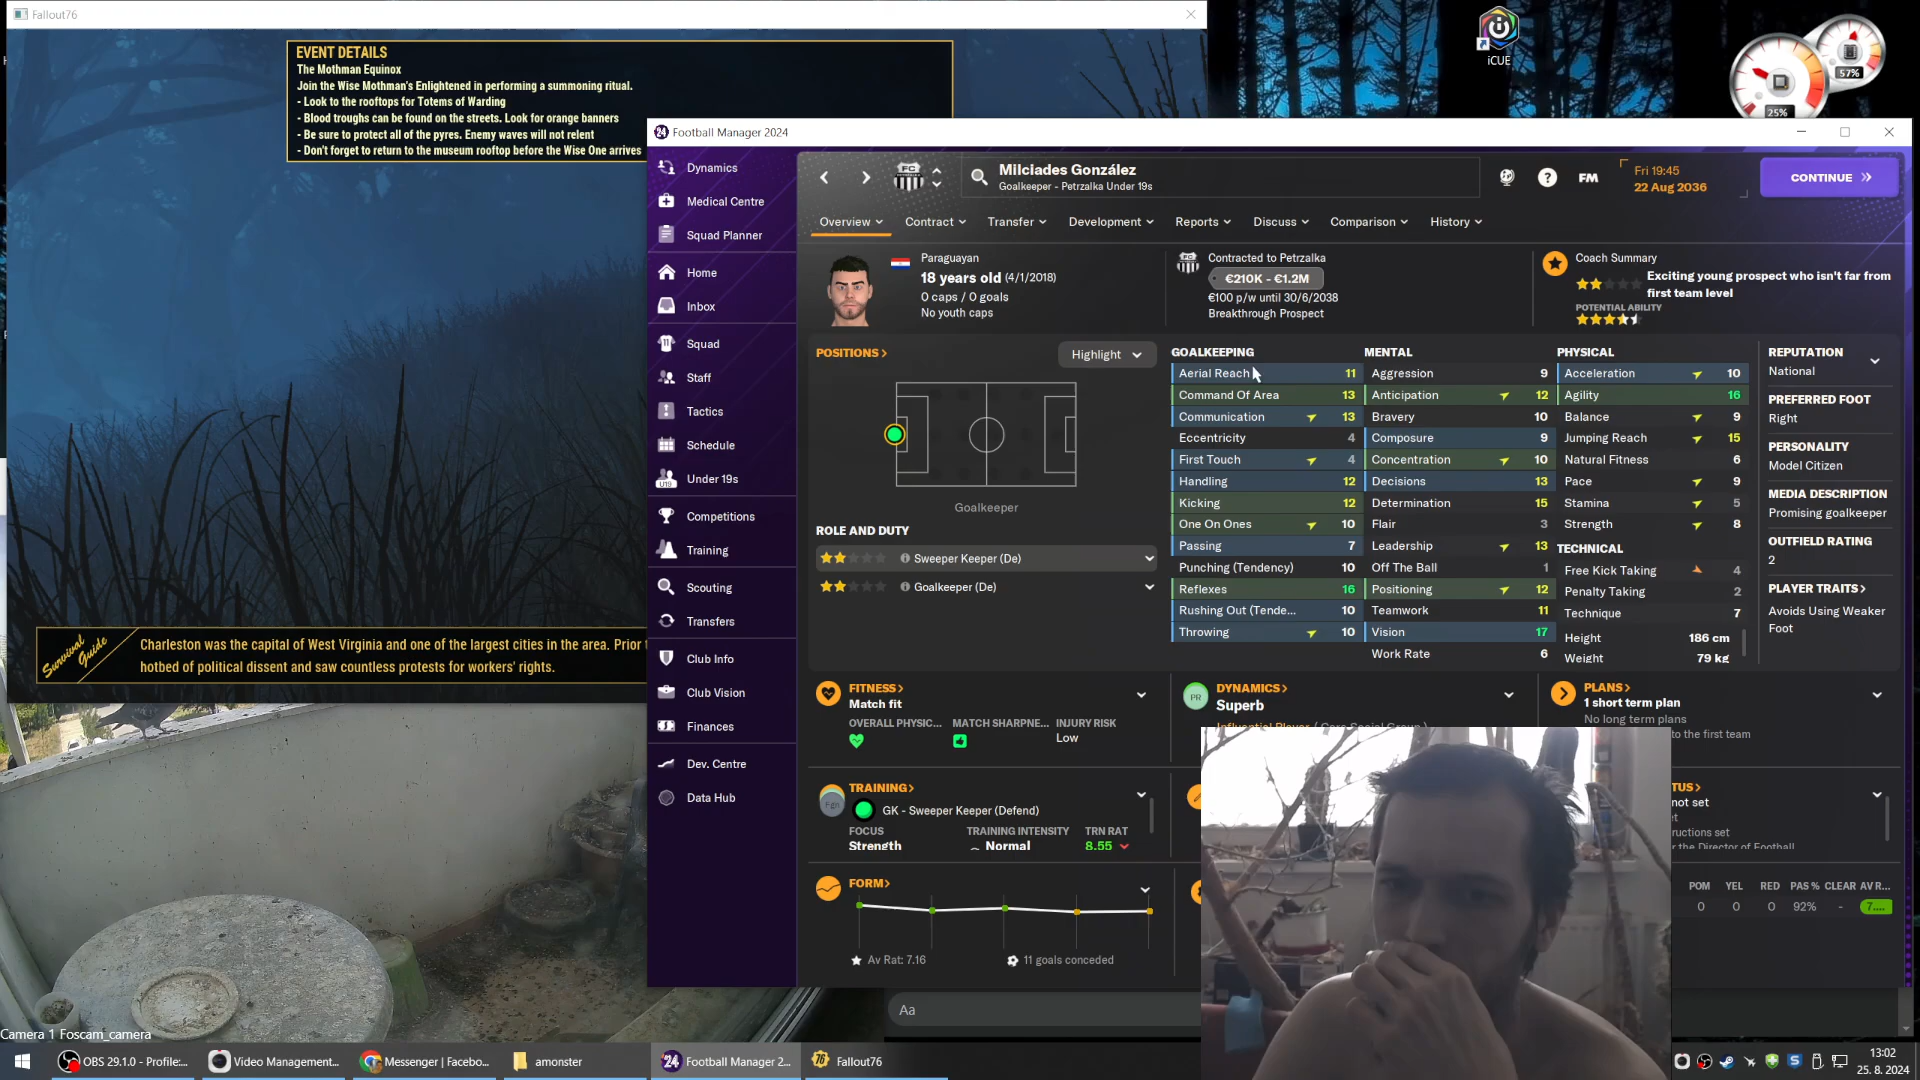 Fallout76
EVENT DETAILS
The Mothman Equinox
Join the Wise Mothman's Enlightened in performing a summoning ritual.
- Look to the rooftops for Totems of Warding
- Blood troughs can be found on the streets. Look for orange banners
- Be sure to protect all of the pyres. Enemy waves will not relent
- Don't forget to return to the museum rooftop before the Wise One arrives
Survival Guide
Charleston was the capital of West Virginia and one of the largest cities in the area. Prior
hotbed of political dissent and saw countless protests for workers' rights.
iCUE
57%
25%
24 Football Manager 2024
Dynamics
Medical Centre
Squad Planner
Home
Inbox
Squad
Staff
Tactics
Schedule
Under 19s
Competitions
Training
Scouting
Transfers
Club Info
Club Vision
Finances
Dev. Centre
Data Hub
Milciades González
Goalkeeper - Petrzalka Under 19s
FM
Fri 19:45
22 Aug 2036
CONTINUE
Overview Contract Transfer Development Reports Discuss Comparison History
Paraguayan
18 years old (4/1/2018)
0 caps / 0 goals
No youth caps
Contracted to Petrzalka
€210K - €1.2M
€100 p/w until 30/6/2038
Breakthrough Prospect
Coach Summary
Exciting young prospect who isn't far from
first team level
POTENTIAL ABILITY
POSITIONS
Highlight
Goalkeeper
ROLE AND DUTY
Sweeper Keeper (De)
Goalkeeper (De)
GOALKEEPING
Aerial Reach 11
Command Of Area 13
Communication 13
Eccentricity 4
First Touch 4
Handling 12
Kicking 12
One On Ones 10
Passing 7
Punching (Tendency) 10
Reflexes 16
Rushing Out (Tende... 10
Throwing 10
MENTAL
Aggression 9
Anticipation 12
Bravery 10
Composure 9
Concentration 10
Decisions 13
Determination 15
Flair 3
Leadership 13
Off The Ball 1
Positioning 12
Teamwork 11
Vision 17
Work Rate 6
PHYSICAL
Acceleration 10
Agility 16
Balance 9
Jumping Reach 15
Natural Fitness 6
Pace 9
Stamina 5
Strength 8
TECHNICAL
Free Kick Taking 4
Penalty Taking 2
Technique 7
Height 186 cm
Weight 79 kg
REPUTATION
National
PREFERRED FOOT
Right
PERSONALITY
Model Citizen
MEDIA DESCRIPTION
Promising goalkeeper
OUTFIELD RATING
2
PLAYER TRAITS
Avoids Using Weaker
Foot
FITNESS
Match fit
OVERALL PHYSIC... MATCH SHARPNE... INJURY RISK
Low
PR
DYNAMICS
Superb
Influential Player ( Core Social Group )
PLANS
1 short term plan
No long term plans
to the first team
TRAINING
GK - Sweeper Keeper (Defend)
FOCUS TRAINING INTENSITY TRN RAT
Strength Normal 8.55
TUS
not set
et
ructions set
r the Director of Football
FORM
Av Rat: 7.16
11 goals conceded
POM YEL RED PAS % CLEAR AV R...
0 0 0 92% - 7....
Aa
Camera 1 Foscam_camera
OBS 29.1.0 - Profile:...
Video Management...
Messenger | Facebo...
amonster
24 Football Manager 2...
76 Fallout76
13:02
25. 8. 2024